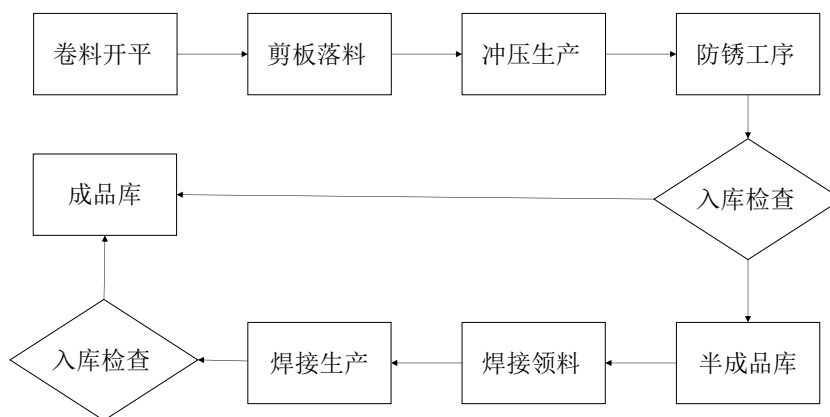 卷料开平
剪板落料
冲压生产
防锈工序
成品库
入库检查
入库检查
焊接生产
焊接领料
半成品库